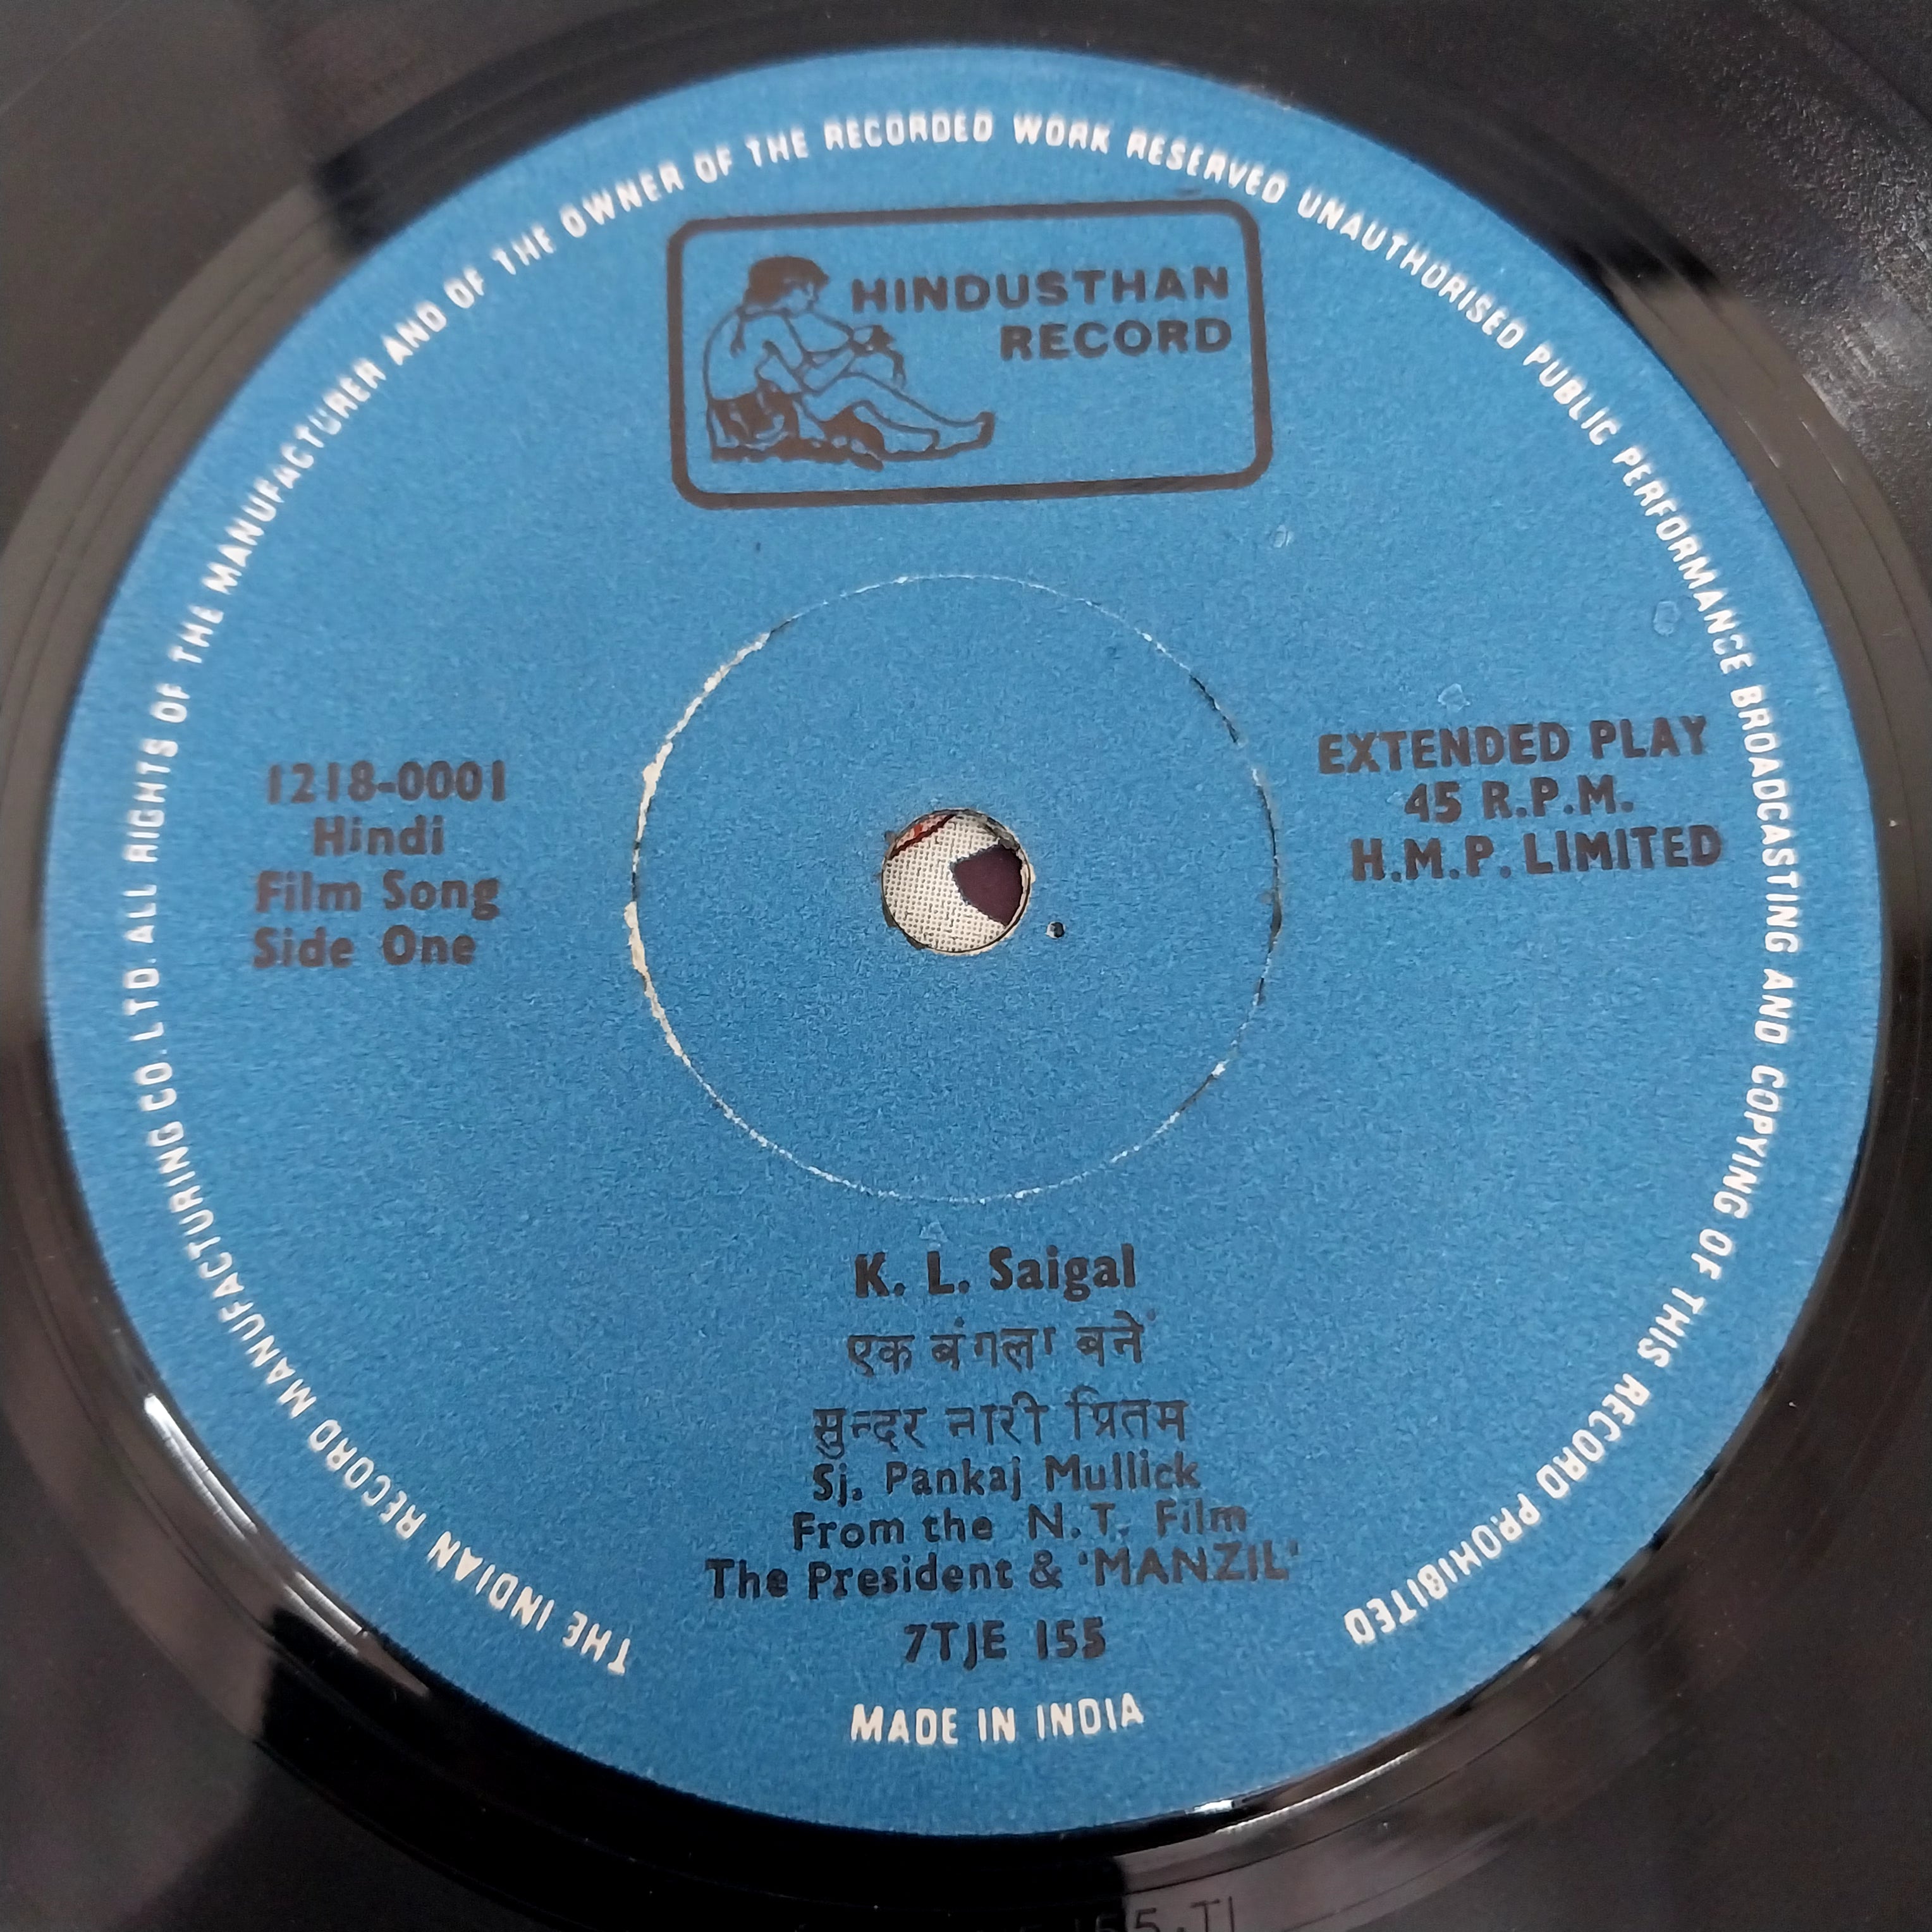 THE INDIAN RECORD MANUFACTURING CO. LTD. ALL RIGHTS OF THE MANUFACTURER AND OF THE OWNER OF THE RECORDED WORK RESERVED UNAUTHORISED PUBLIC PERFORMANCE BROADCASTING AND COPYING OF THIS RECORD PROHIBITED
HINDUSTHAN
RECORD
1218-0001
Hindi
Film Song
Side One
EXTENDED PLAY
45 R.P.M.
H.M.P. LIMITED
K. L. Saigal
एक बंगला बने
सुन्दर नारी प्रितम
Sj. Pankaj Mullick
From the N.T. Film
The President & 'MANZIL'
7TJE 155
MADE IN INDIA